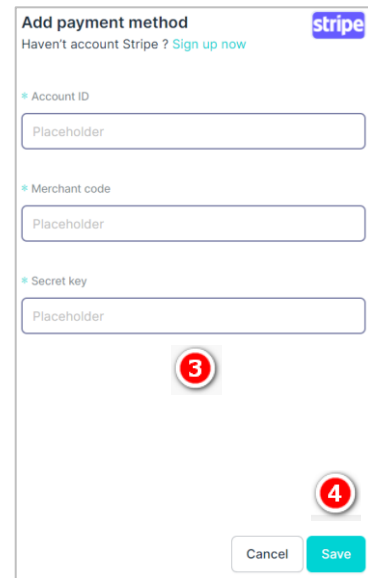 Add payment method
stripe
Haven't account Stripe ? Sign up now
* Account ID
Placeholder
* Merchant code
Placeholder
* Secret key
Placeholder
3
4
Cancel
Save